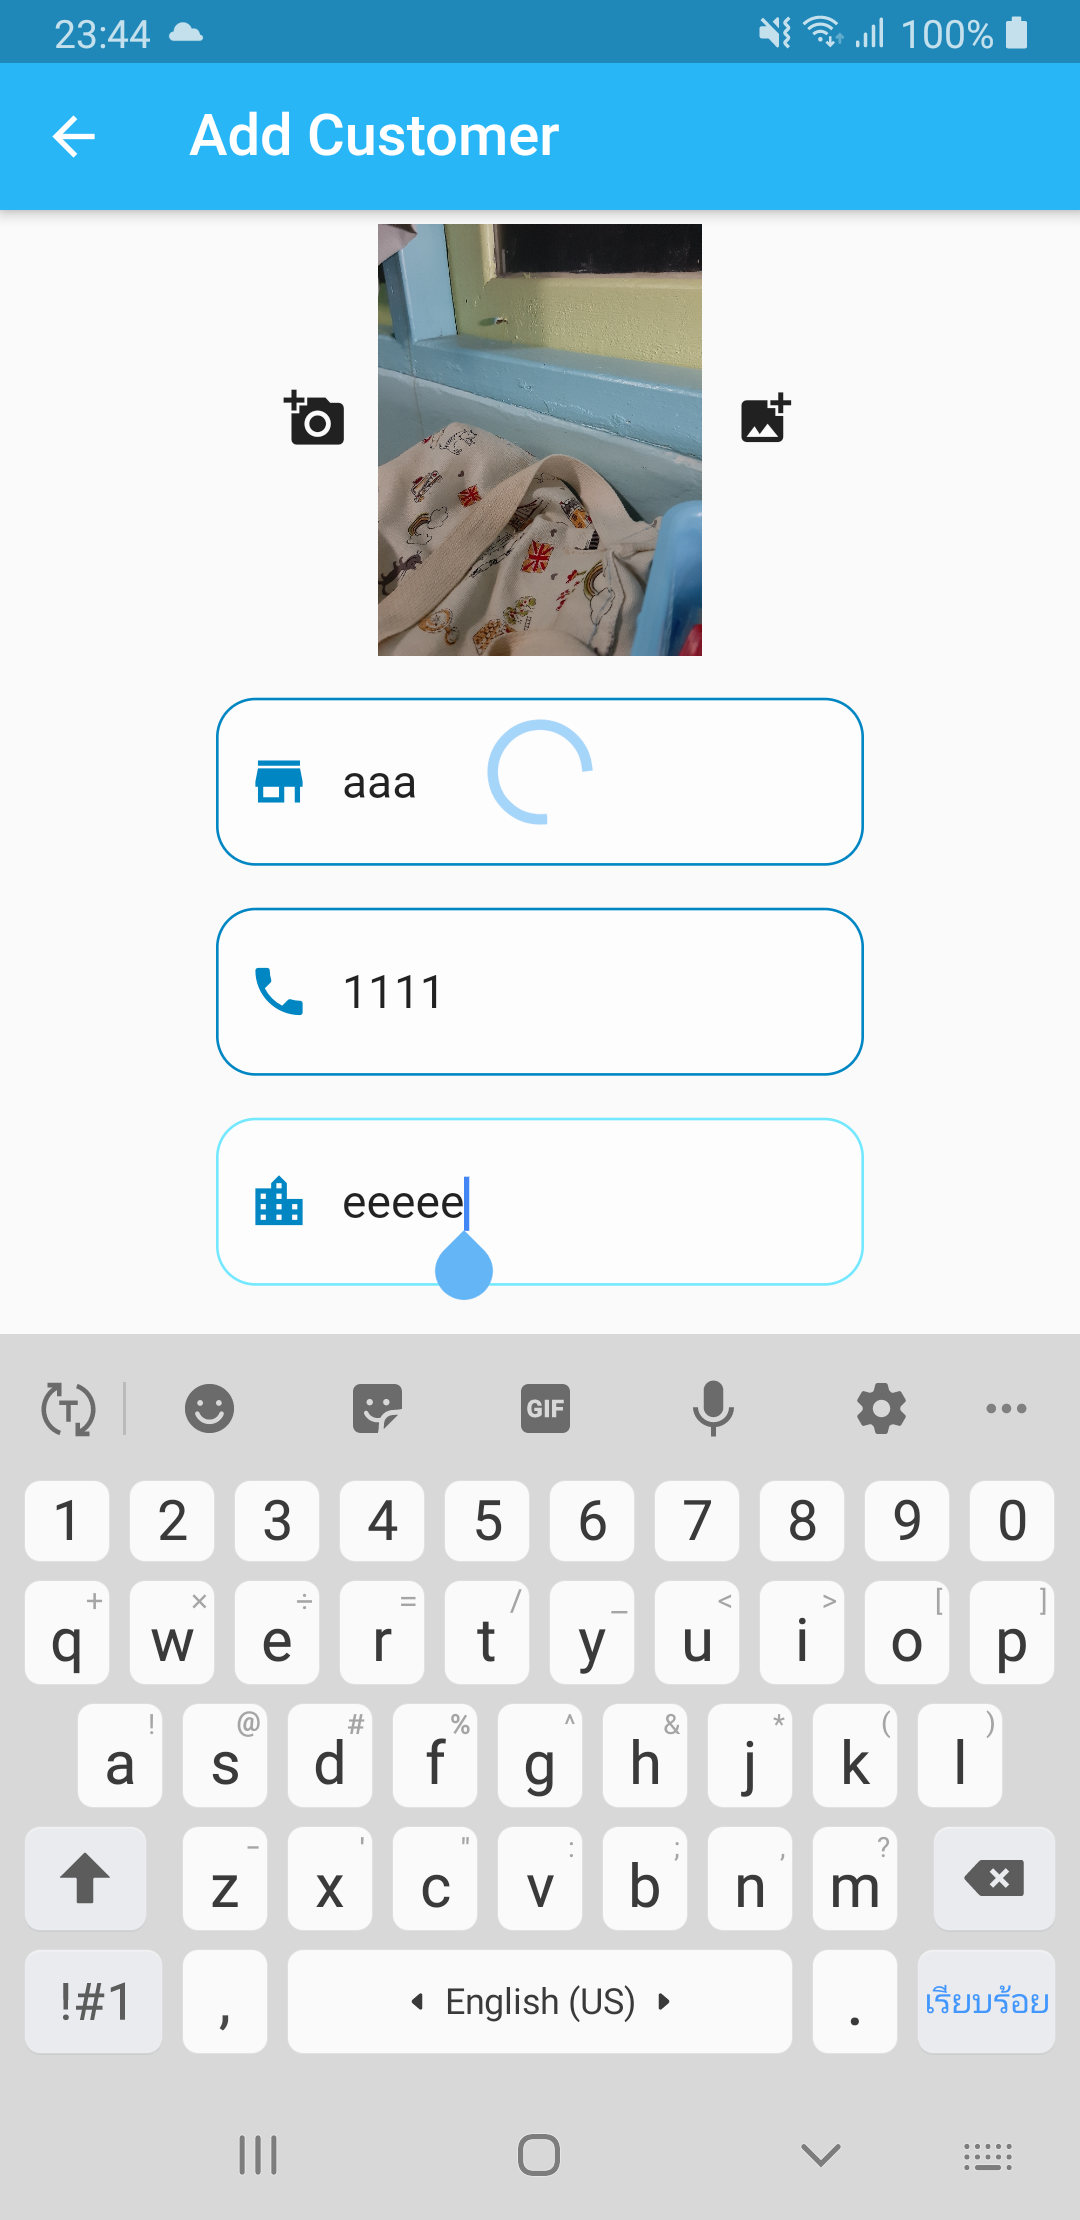 23:44 100%
Add Customer
aaa
1111
eeeee
T GIF
1 2 3 4 5 6 7 8 9 0
+ × ÷ = / _ < > [ ]
q w e r t y u i o p
! @ # % ^ & * ( )
a s d f g h j k l
- ' " : ; , ?
z x c v b n m
!#1 , English (US) . เรียบร้อย